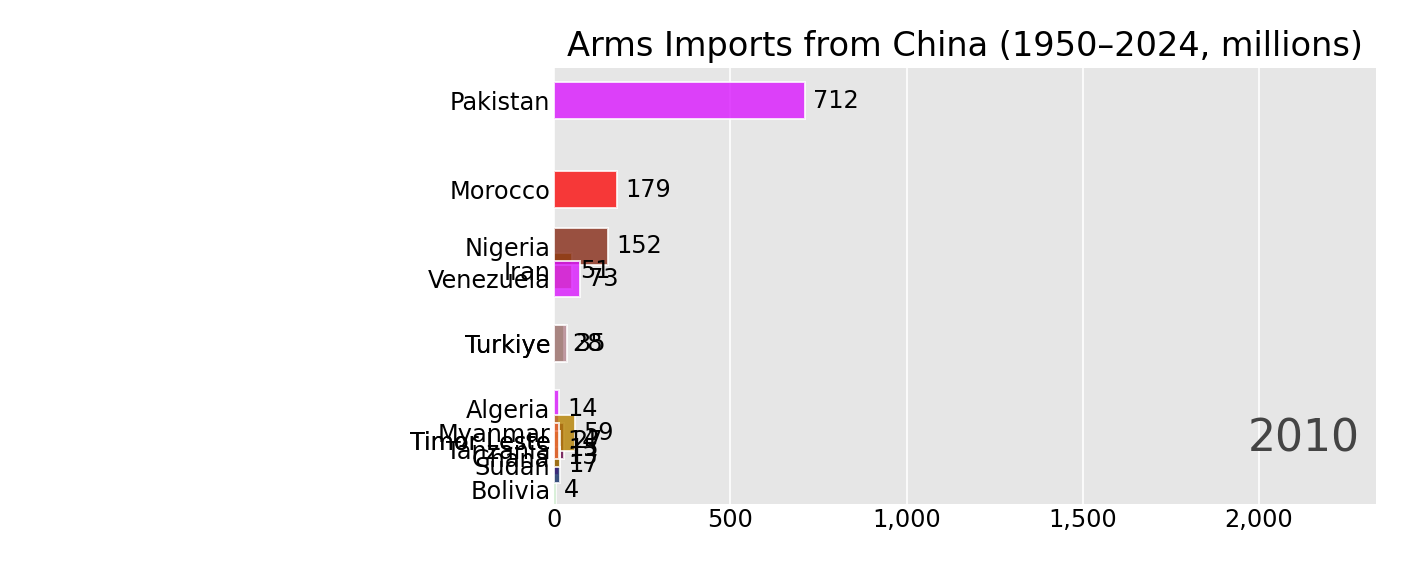 Arms Imports from China (1950–2024, millions)
Pakistan 712
Morocco 179
Nigeria 152
Iran 51
Venezuela 73
Turkiye 28 35
Algeria 14
Myanmar 59
Timor Leste
Tanzania
Ghana
Sudan 17
Bolivia 4
2010
0 500 1,000 1,500 2,000